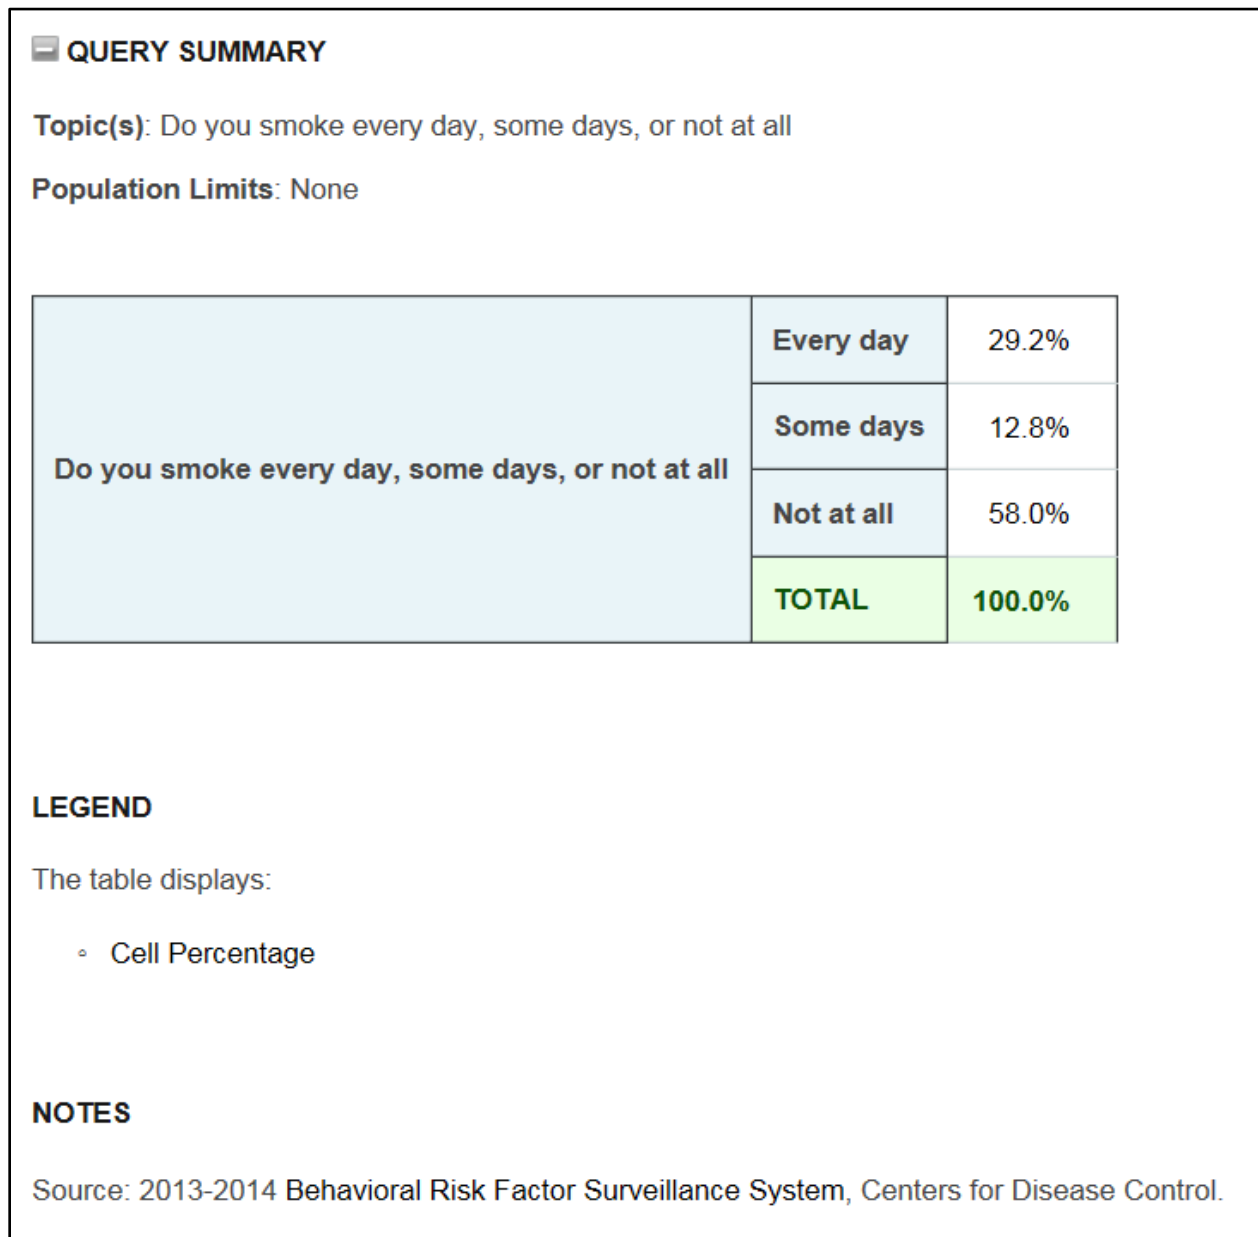 QUERY SUMMARY
Topic(s): Do you smoke every day, some days, or not at all
Population Limits: None
Do you smoke every day, some days, or not at all
Every day 29.2%
Some days 12.8%
Not at all 58.0%
TOTAL 100.0%
LEGEND
The table displays:
◦ Cell Percentage
NOTES
Source: 2013-2014 Behavioral Risk Factor Surveillance System, Centers for Disease Control.